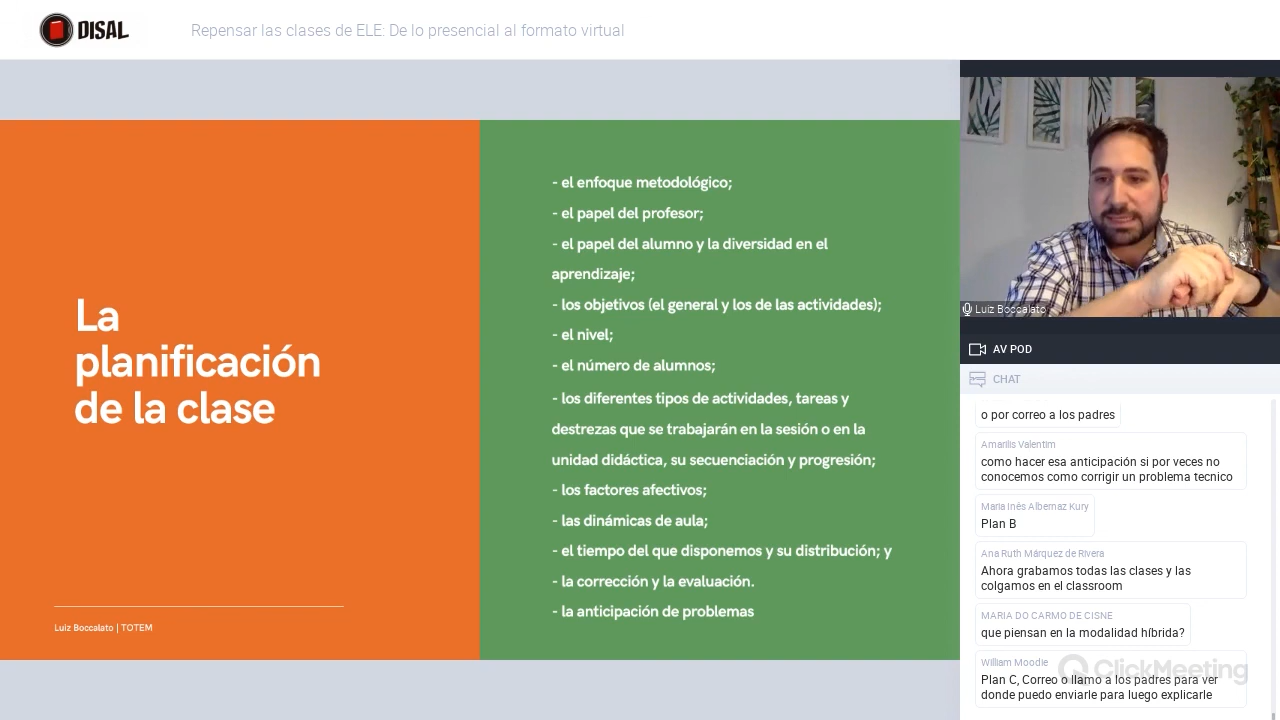 DISAL
Repensar las clases de ELE: De lo presencial al formato virtual
La
planificación
de la clase
Luiz Boccalato | TOTEM
- el enfoque metodológico;
- el papel del profesor;
- el papel del alumno y la diversidad en el
aprendizaje;
- los objetivos (el general y los de las actividades);
- el nivel;
- el número de alumnos;
- los diferentes tipos de actividades, tareas y
destrezas que se trabajarán en la sesión o en la
unidad didáctica, su secuenciación y progresión;
- los factores afectivos;
- las dinámicas de aula;
- el tiempo del que disponemos y su distribución; y
- la corrección y la evaluación.
- la anticipación de problemas
Luiz Boccalato
AV POD
CHAT
o por correo a los padres
Amarilis Valentim
como hacer esa anticipación si por veces no
conocemos como corrigir un problema tecnico
Maria Inês Albernaz Kury
Plan B
Ana Ruth Márquez de Rivera
Ahora grabamos todas las clases y las
colgamos en el classroom
MARIA DO CARMO DE CISNE
que piensan en la modalidad híbrida?
William Moodie
Plan C, Correo o llamo a los padres para ver
donde puedo enviarle para luego explicarle
ClickMeeting